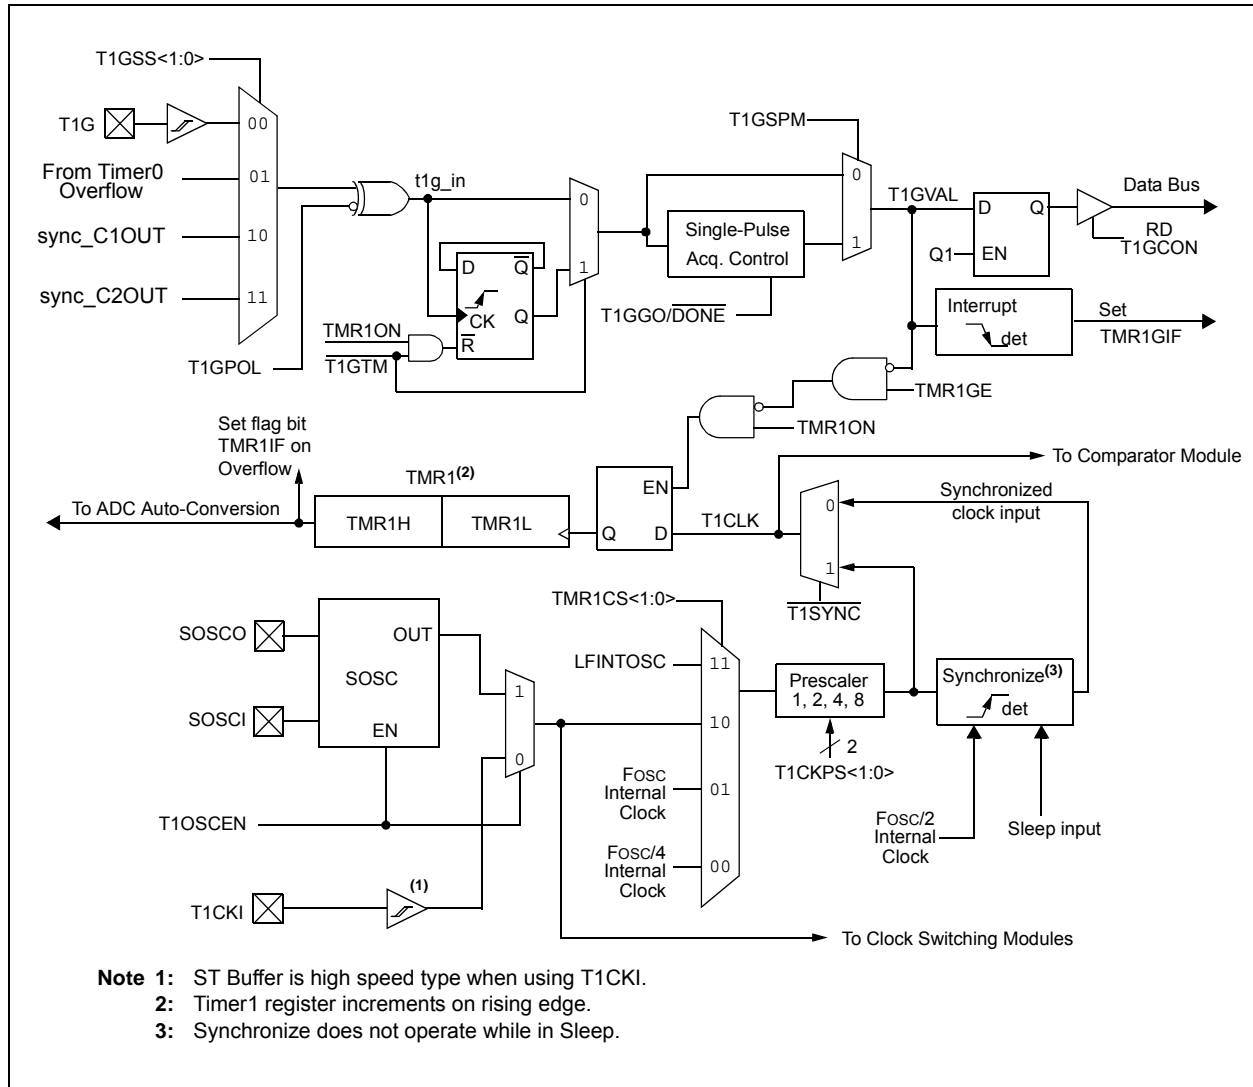 T1GSS<1:0>
T1G
00
From Timer0
Overflow
01
sync_C1OUT
10
sync_C2OUT
11
T1GPOL
t1g_in
0
1
D
Q
CK
Q
R
TMR1ON
T1GTM
T1GSPM
0
1
Single-Pulse
Acq. Control
T1GGO/DONE
T1GVAL
D
Q
Q1
EN
Data Bus
RD
T1GCON
Interrupt
det
Set
TMR1GIF
TMR1GE
TMR1ON
Set flag bit
TMR1IF on
Overflow
To ADC Auto-Conversion
TMR1(2)
TMR1H
TMR1L
EN
Q
D
T1CLK
To Comparator Module
0
1
Synchronized
clock input
T1SYNC
SOSCO
SOSCI
OUT
SOSC
EN
1
0
T1OSCEN
T1CKI
(1)
TMR1CS<1:0>
LFINTOSC
11
10
FOSC
Internal
Clock
01
FOSC/4
Internal
Clock
00
Prescaler
1, 2, 4, 8
2
T1CKPS<1:0>
Synchronize(3)
det
FOSC/2
Internal
Clock
Sleep input
To Clock Switching Modules
Note 1: ST Buffer is high speed type when using T1CKI.
2: Timer1 register increments on rising edge.
3: Synchronize does not operate while in Sleep.